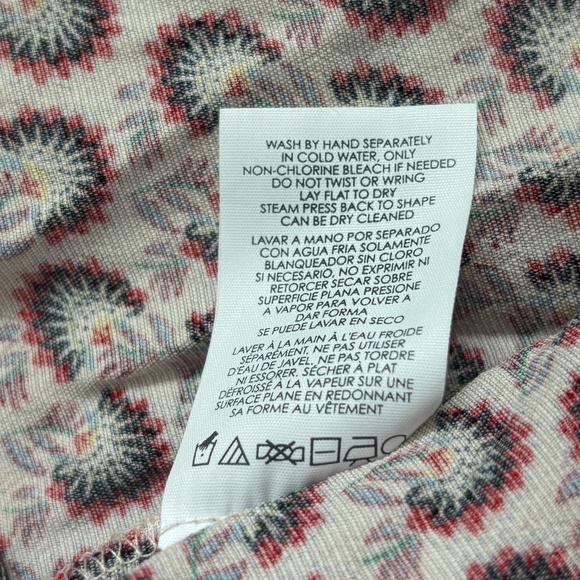 WASH BY HAND SEPARATELY
IN COLD WATER, ONLY
NON-CHLORINE BLEACH IF NEEDED
DO NOT TWIST OR WRING
LAY FLAT TO DRY
STEAM PRESS BACK TO SHAPE
CAN BE DRY CLEANED
LAVAR A MANO POR SEPARADO
CON AGUA FRIA SOLAMENTE
BLANQUEADOR SIN CLORO
SI NECESARIO, NO EXPRIMIR NI
RETORCER SECAR SOBRE
SUPERFICIE PLANA PRESIONE
A VAPOR PARA VOLVER A
DAR FORMA
SE PUEDE LAVAR EN SECO
LAVER À LA MAIN À L'EAU FROIDE
SÉPARÉMENT, NE PAS UTILISER
D'EAU DE JAVEL, NE PAS TORDRE
NI ESSORER. SÉCHER À PLAT
DÉFROISSÉ À LA VAPEUR SUR UNE
SURFACE PLANE EN REDONNANT
SA FORME AU VÊTEMENT